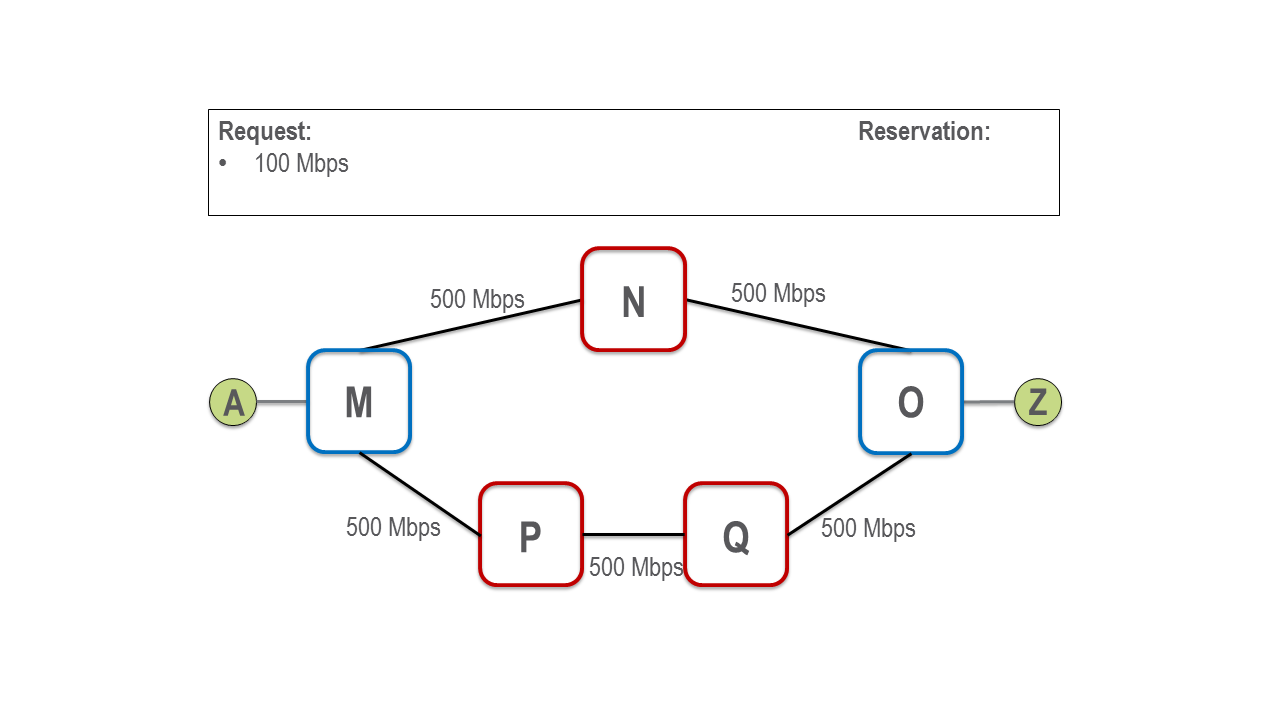 Request:
Reservation:
• 100 Mbps
N
500 Mbps
500 Mbps
A
M
O
Z
500 Mbps
P
Q
500 Mbps
500 Mbps